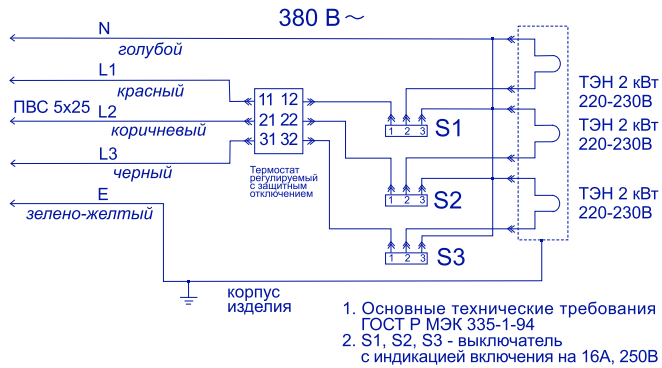 380 В ~
N
голубой
L1
красный
ПВС 5x25
L2
коричневый
L3
черный
E
зелено-желтый
11 12
21 22
31 32
Термостат
регулируемый
с защитным
отключением
1 2 3
S1
1 2 3
S2
1 2 3
S3
ТЭН 2 кВт
220-230В
ТЭН 2 кВт
220-230В
ТЭН 2 кВт
220-230В
корпус
изделия
1. Основные технические требования
ГОСТ Р МЭК 335-1-94
2. S1, S2, S3 - выключатель
с индикацией включения на 16А, 250В